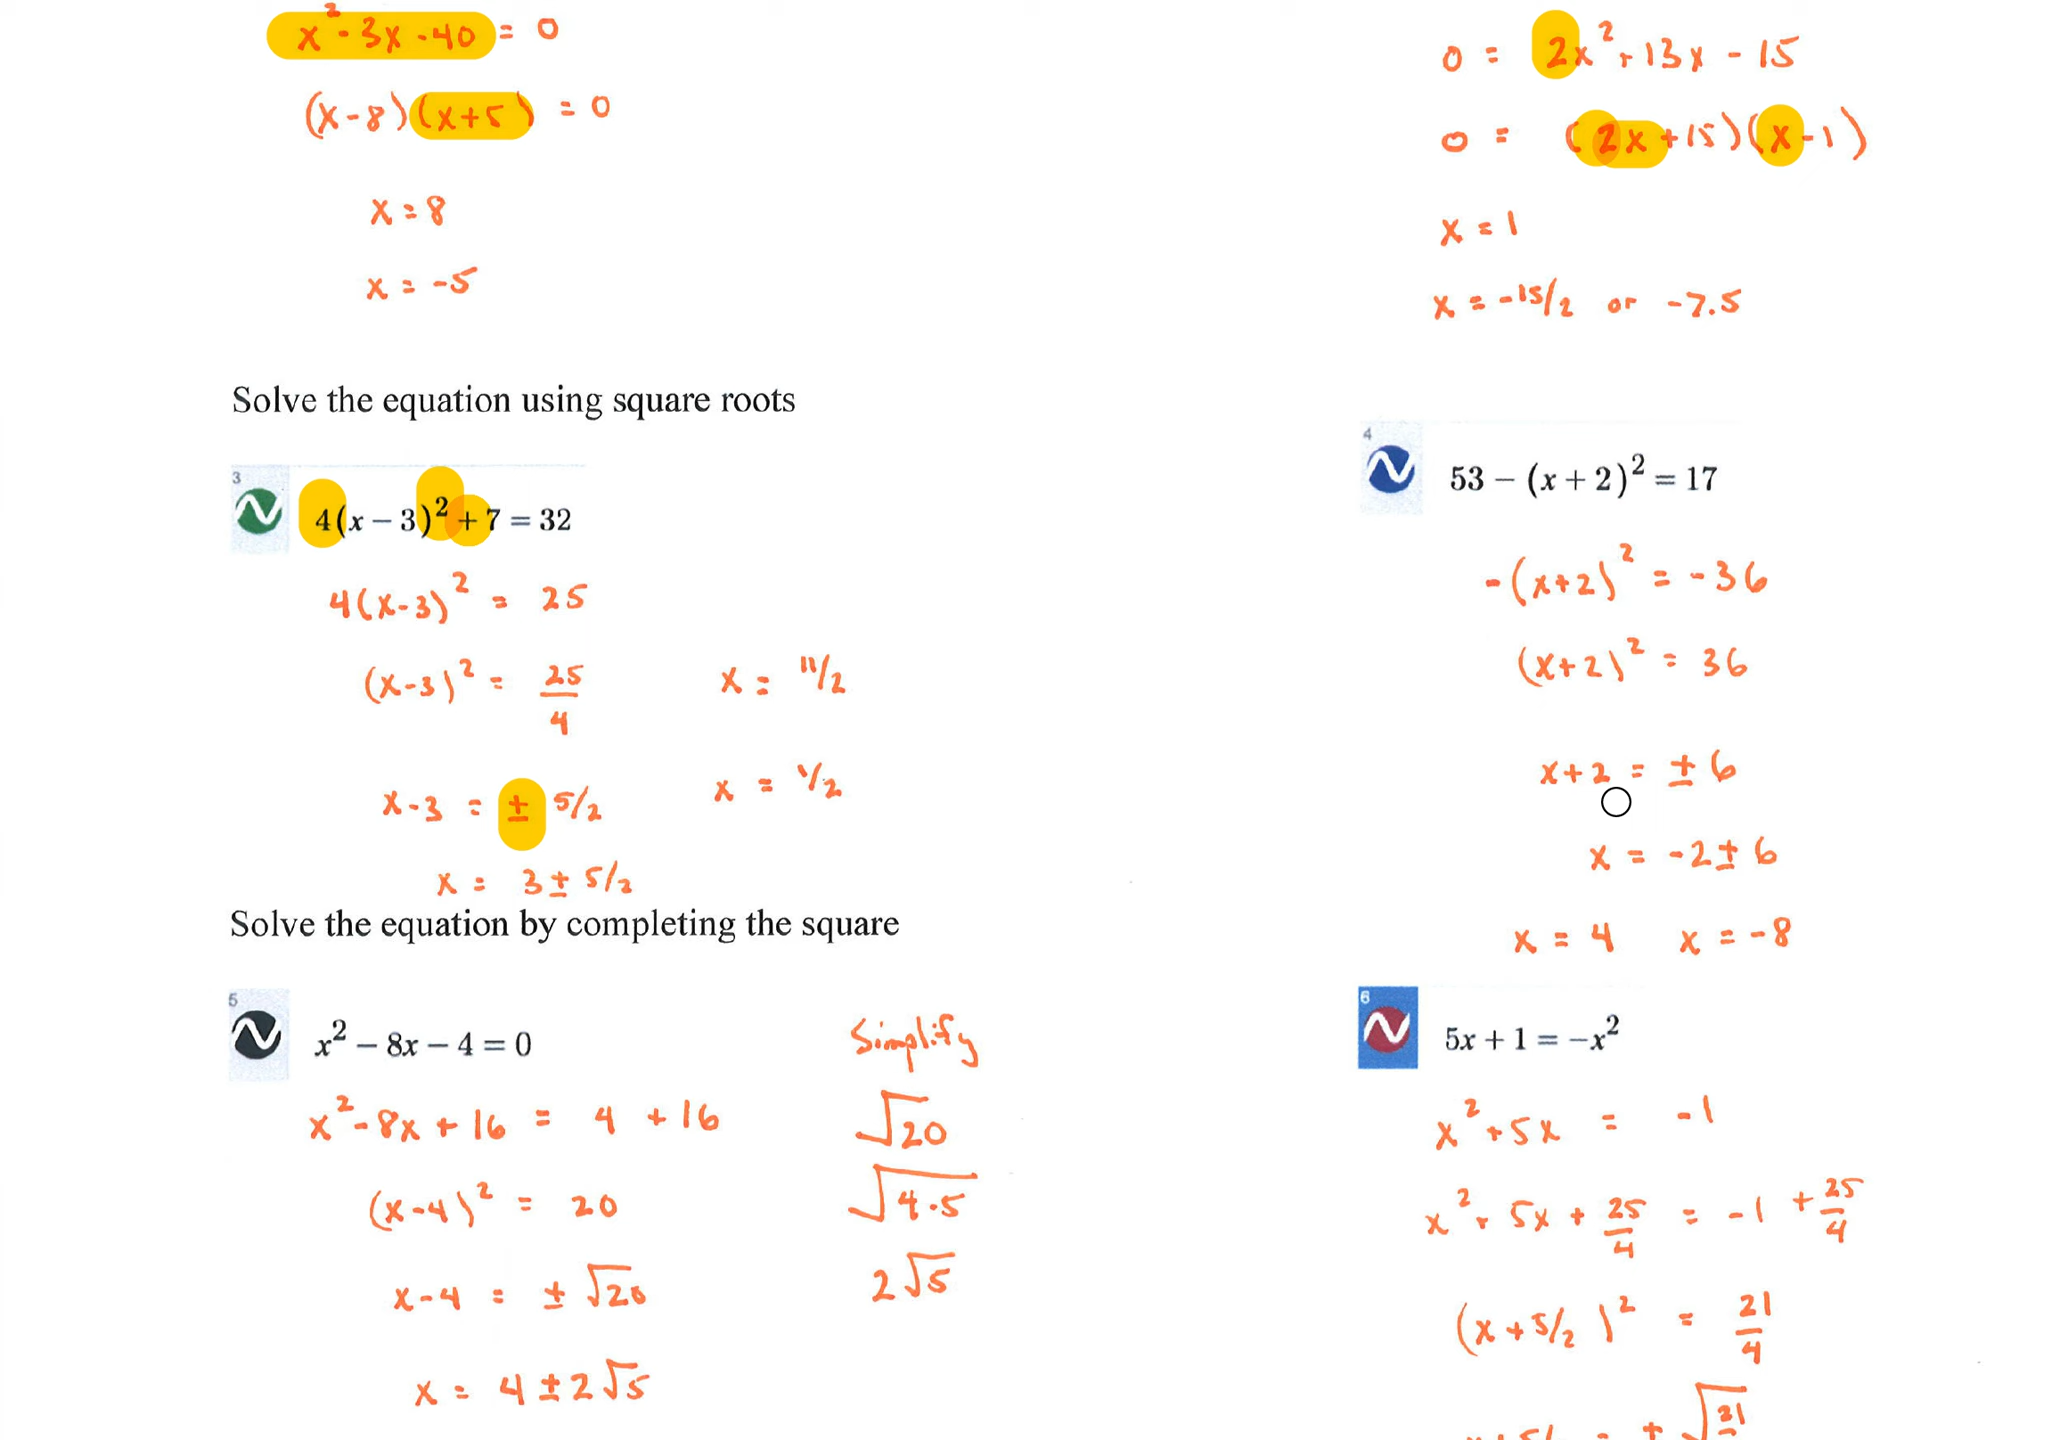 x² - 3x - 40 = 0
(x-8)(x+5) = 0
x = 8
x = -5
0 = 2x² + 13x - 15
0 = (2x+15)(x-1)
x = 1
x = -15/2 or -7.5
Solve the equation using square roots
3
4(x − 3)² + 7 = 32
4(x-3)² = 25
(x-3)² = 25/4
x-3 = ± 5/2
x = 3 ± 5/2
x = 11/2
x = 1/2
4
53 − (x + 2)² = 17
-(x+2)² = -36
(x+2)² = 36
x+2 = ± 6
x = -2 ± 6
x = 4 x = -8
Solve the equation by completing the square
5
x² − 8x − 4 = 0
x² - 8x + 16 = 4 + 16
(x-4)² = 20
x-4 = ± √20
x = 4 ± 2√5
Simplify
√20
√4·5
2√5
6
5x + 1 = −x²
x² + 5x = -1
x² + 5x + 25/4 = -1 + 25/4
(x + 5/2)² = 21/4